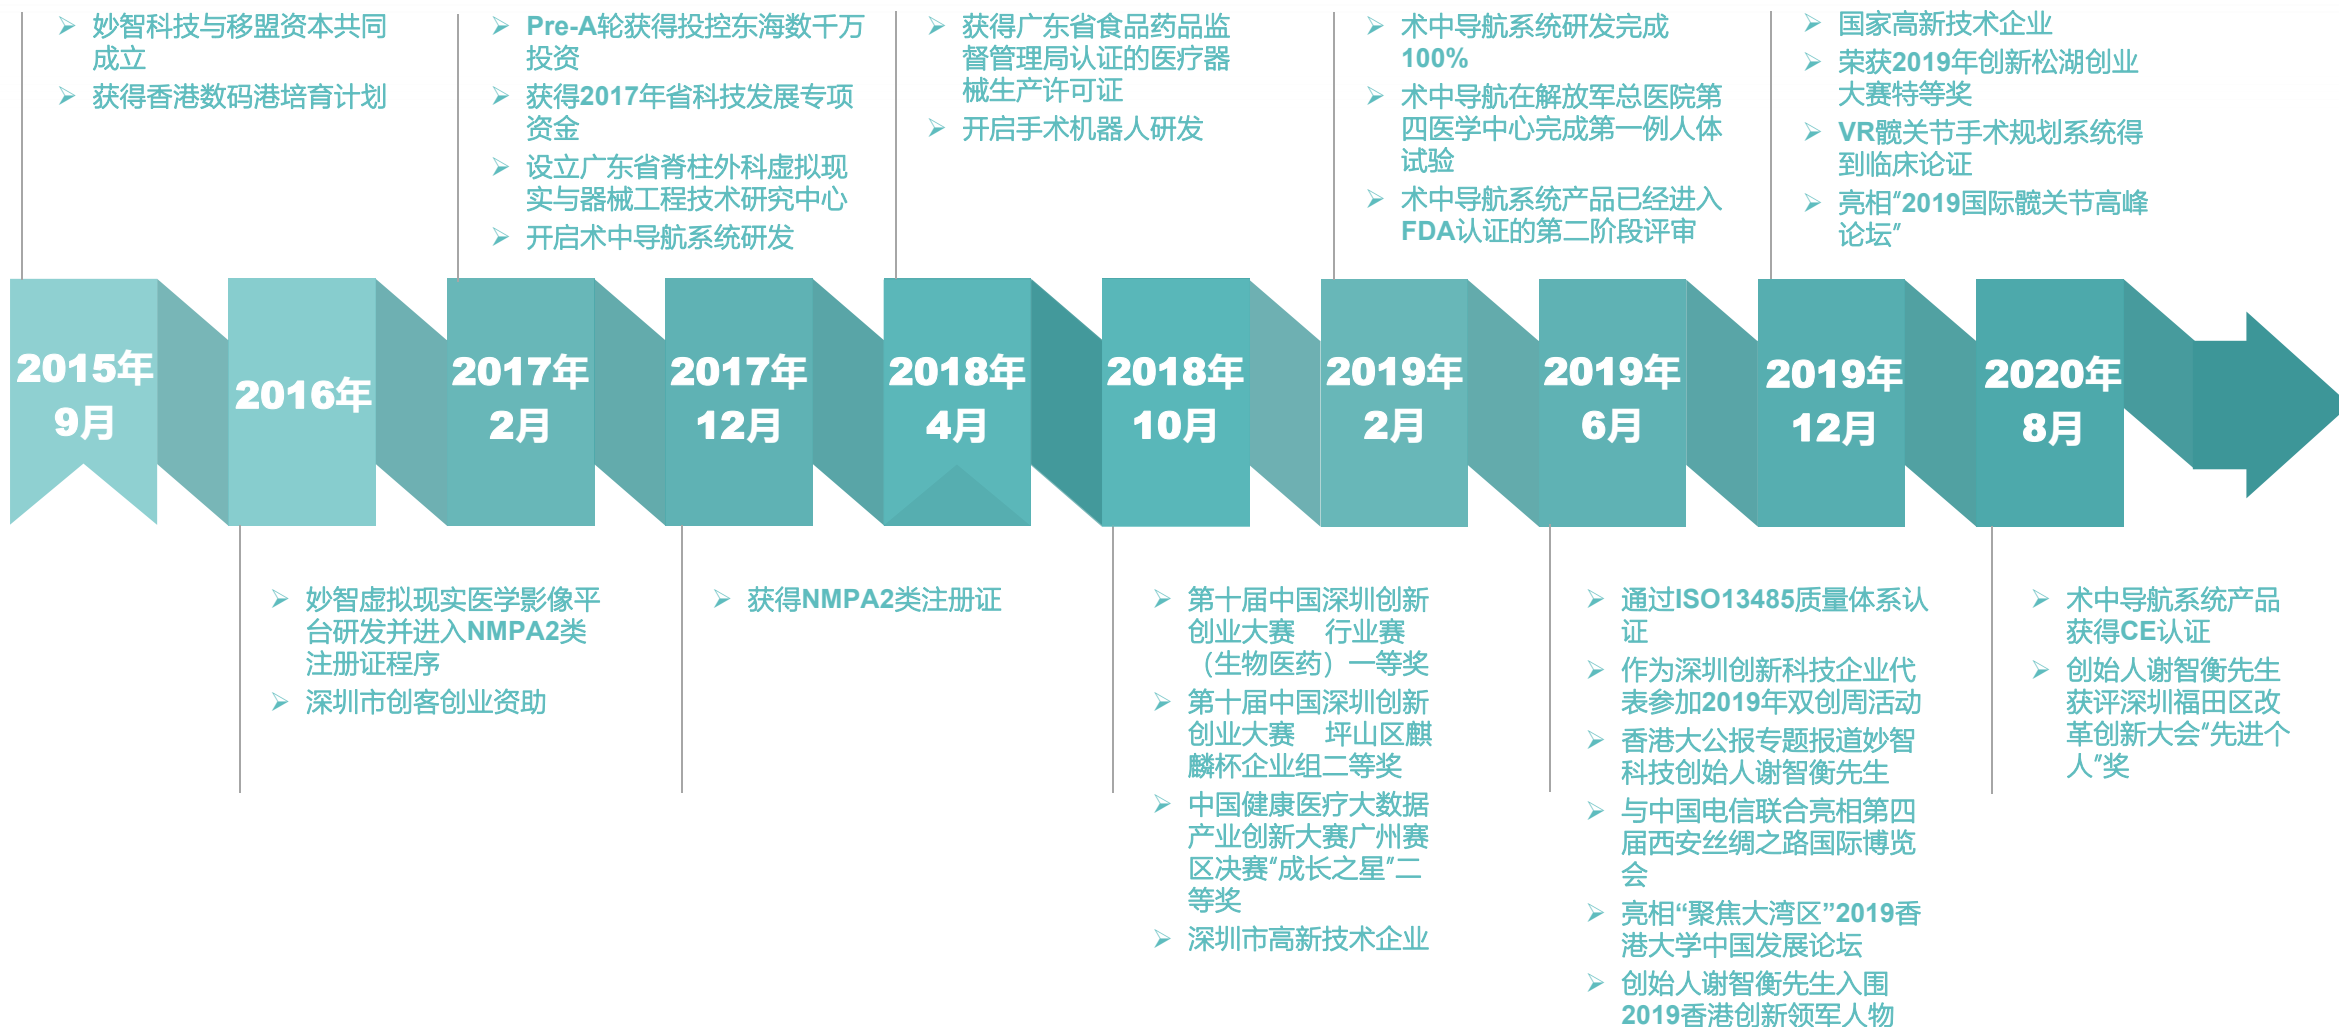 妙智科技与移盟资本共同
成立
获得香港数码港培育计划
Pre-A轮获得投控东海数千万
投资
获得2017年省科技发展专项
资金
设立广东省脊柱外科虚拟现
实与器械工程技术研究中心
开启术中导航系统研发
获得广东省食品药品监
督管理局认证的医疗器
械生产许可证
开启手术机器人研发
术中导航系统研发完成
100%
术中导航在解放军总医院第
四医学中心完成第一例人体
试验
术中导航系统产品已经进入
FDA认证的第二阶段评审
国家高新技术企业
荣获2019年创新松湖创业
大赛特等奖
VR髋关节手术规划系统得
到临床论证
亮相"2019国际髋关节高峰
论坛"
2015年
9月
2016年
2017年
2月
2017年
12月
2018年
4月
2018年
10月
2019年
2月
2019年
6月
2019年
12月
2020年
8月
妙智虚拟现实医学影像平
台研发并进入NMPA2类
注册证程序
深圳市创客创业资助
获得NMPA2类注册证
第十届中国深圳创新
创业大赛　行业赛
（生物医药）一等奖
第十届中国深圳创新
创业大赛　坪山区麒
麟杯企业组二等奖
中国健康医疗大数据
产业创新大赛广州赛
区决赛"成长之星"二
等奖
深圳市高新技术企业
通过ISO13485质量体系认
证
作为深圳创新科技企业代
表参加2019年双创周活动
香港大公报专题报道妙智
科技创始人谢智衡先生
与中国电信联合亮相第四
届西安丝绸之路国际博览
会
亮相“聚焦大湾区”2019香
港大学中国发展论坛
创始人谢智衡先生入围
2019香港创新领军人物
术中导航系统产品
获得CE认证
创始人谢智衡先生
获评深圳福田区改
革创新大会"先进个
人"奖